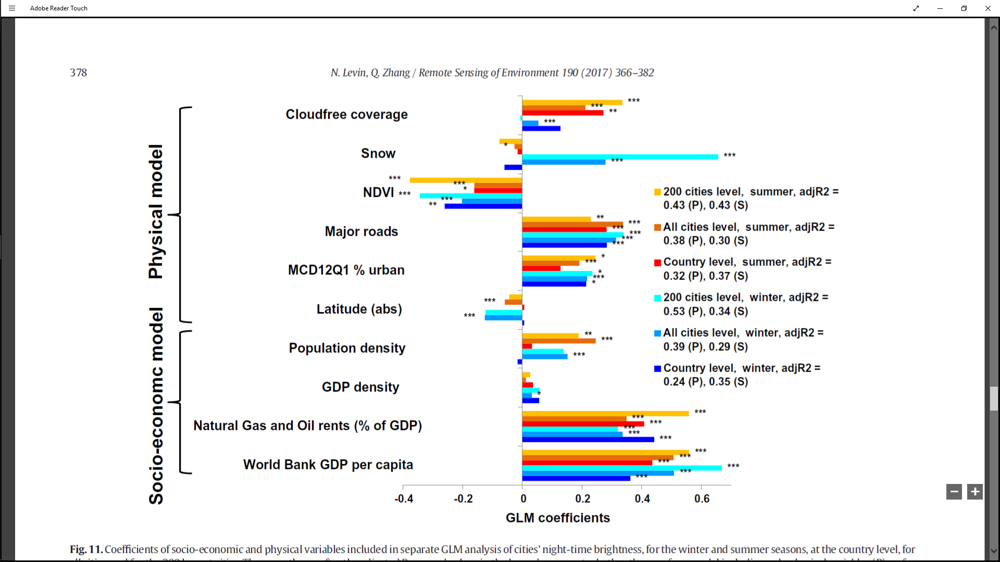 Adobe Reader Touch
378
N. Levin, Q. Zhang / Remote Sensing of Environment 190 (2017) 366–382
Physical model
Socio-economc model
Cloudfree coverage
***
***
**
***
Snow
*
***
***
NDVI
***
***
*
***
***
**
Major roads
**
***
***
***
***
***
MCD12Q1 % urban
*
***
*
***
*
Latitude (abs)
***
***
Population density
**
***
***
GDP density
*
Natural Gas and Oil rents (% of GDP)
***
***
***
***
***
***
World Bank GDP per capita
***
***
***
***
***
***
200 cities level, summer, adjR2 =
0.43 (P), 0.43 (S)
All cities level, summer, adjR2 =
0.38 (P), 0.30 (S)
Country level, summer, adjR2 =
0.32 (P), 0.37 (S)
200 cities level, winter, adjR2 =
0.53 (P), 0.34 (S)
All cities level, winter, adjR2 =
0.39 (P), 0.29 (S)
Country level, winter, adjR2 =
0.24 (P), 0.35 (S)
-0.4 -0.2 0 0.2 0.4 0.6
GLM coefficients
Fig. 11. Coefficients of socio-economic and physical variables included in separate GLM analysis of cities' night-time brightness, for the winter and summer seasons, at the country level, for